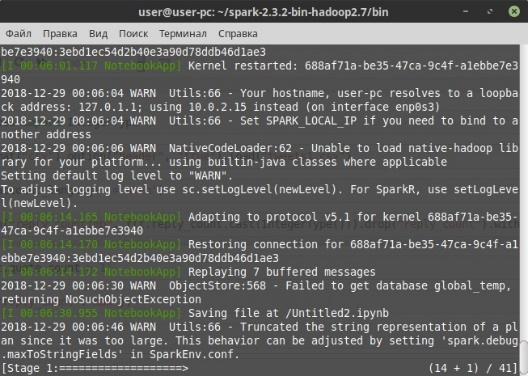 user@user-pc: ~/spark-2.3.2-bin-hadoop2.7/bin
Файл Правка Вид Поиск Терминал Справка
be7e3940:3ebd1ec54d2b40e3a90d78ddb46d1ae3
[I 00:06:01.117 NotebookApp] Kernel restarted: 688af71a-be35-47ca-9c4f-a1ebbe7e3
940
2018-12-29 00:06:04 WARN  Utils:66 - Your hostname, user-pc resolves to a loopba
ck address: 127.0.1.1; using 10.0.2.15 instead (on interface enp0s3)
2018-12-29 00:06:04 WARN  Utils:66 - Set SPARK_LOCAL_IP if you need to bind to a
nother address
2018-12-29 00:06:06 WARN  NativeCodeLoader:62 - Unable to load native-hadoop lib
rary for your platform... using builtin-java classes where applicable
Setting default log level to "WARN".
To adjust logging level use sc.setLogLevel(newLevel). For SparkR, use setLogLeve
l(newLevel).
[I 00:06:14.165 NotebookApp] Adapting to protocol v5.1 for kernel 688af71a-be35-
47ca-9c4f-a1ebbe7e3940
[I 00:06:14.170 NotebookApp] Restoring connection for 688af71a-be35-47ca-9c4f-a1
ebbe7e3940:3ebd1ec54d2b40e3a90d78ddb46d1ae3
[I 00:06:14.172 NotebookApp] Replaying 7 buffered messages
2018-12-29 00:06:30 WARN  ObjectStore:568 - Failed to get database global_temp,
returning NoSuchObjectException
[I 00:06:30.955 NotebookApp] Saving file at /Untitled2.ipynb
2018-12-29 00:06:46 WARN  Utils:66 - Truncated the string representation of a pl
an since it was too large. This behavior can be adjusted by setting 'spark.debug
.maxToStringFields' in SparkEnv.conf.
[Stage 1:===================> (14 + 1) / 41]